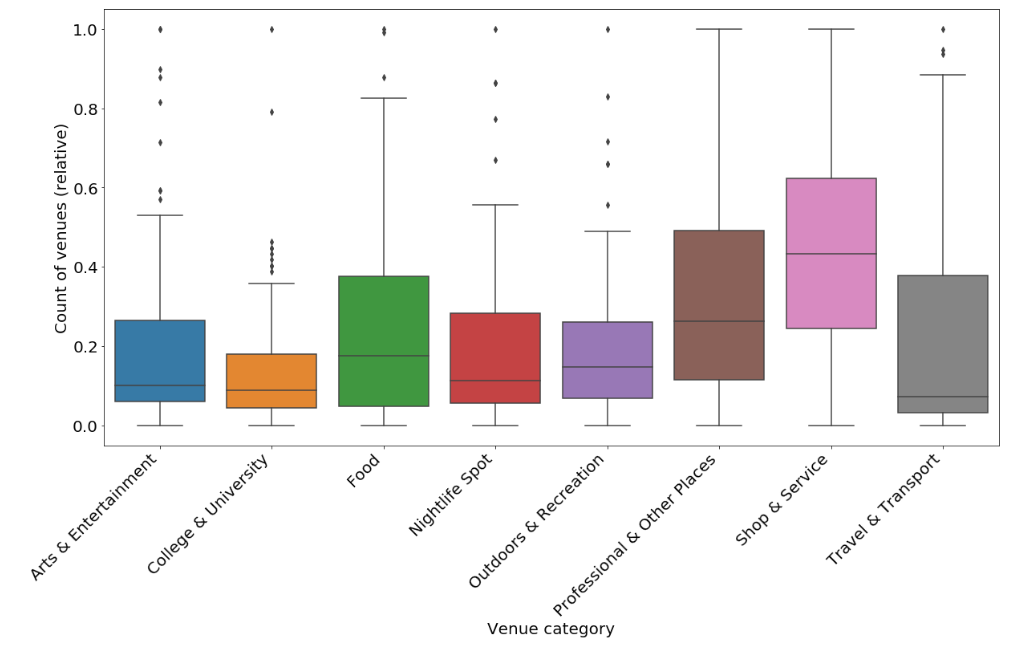 Count of venues (relative)
1.0
0.8
0.6
0.4
0.2
0.0
Arts & Entertainment
College & University
Food
Nightlife Spot
Outdoors & Recreation
Professional & Other Places
Shop & Service
Travel & Transport
Venue category